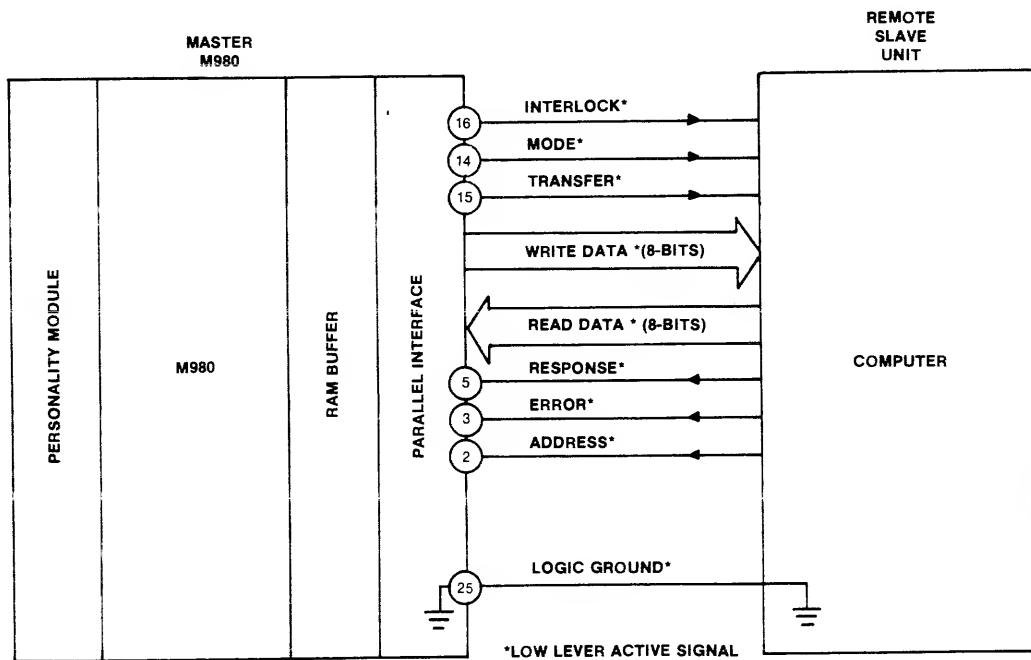 MASTER
M980
REMOTE
SLAVE
UNIT
PERSONALITY MODULE
M980
RAM BUFFER
PARALLEL INTERFACE
16
INTERLOCK*
14
MODE*
15
TRANSFER*
WRITE DATA *(8-BITS)
READ DATA * (8-BITS)
5
RESPONSE*
3
ERROR*
2
ADDRESS*
COMPUTER
25
LOGIC GROUND*
*LOW LEVER ACTIVE SIGNAL